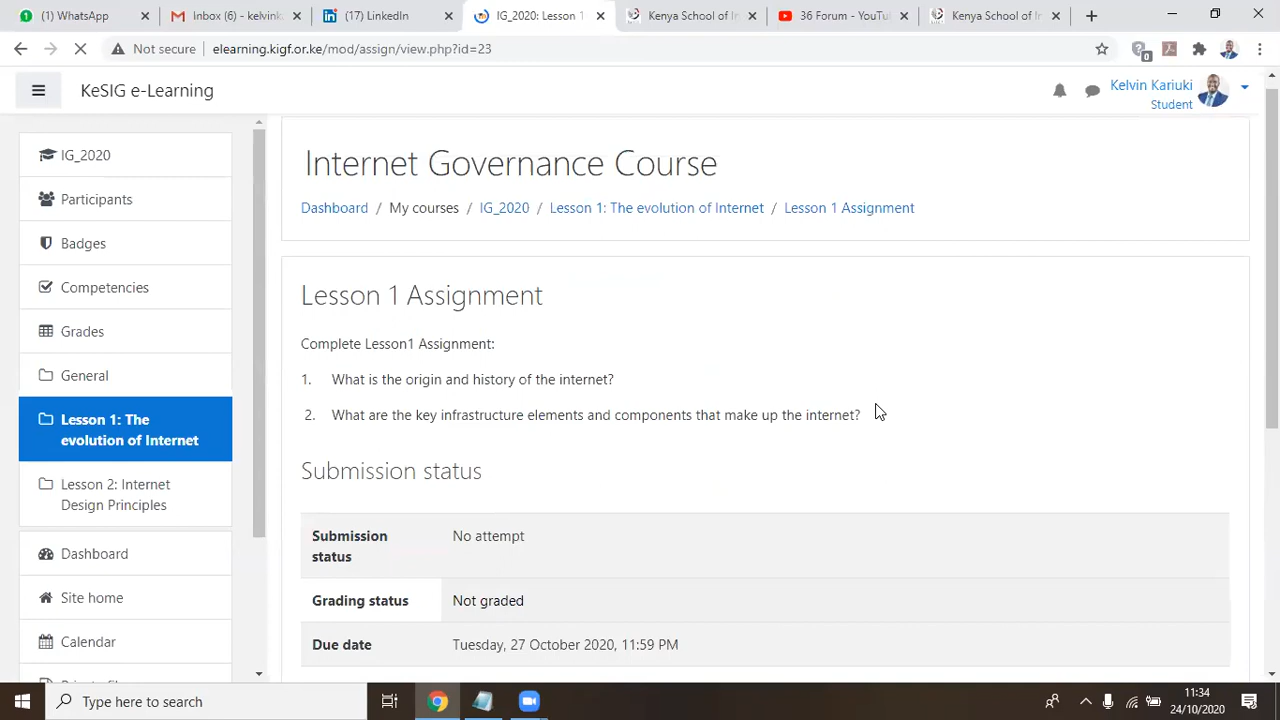 (1) WhatsApp
Inbox (6) - kelvink
(17) LinkedIn
IG_2020: Lesson 1
Kenya School of In
36 Forum - YouTu
Kenya School of In
Not secure
elearning.kigf.or.ke/mod/assign/view.php?id=23
0
KeSIG e-Learning
Kelvin Kariuki
Student
IG_2020
Participants
Badges
Competencies
Grades
General
Lesson 1: The
evolution of Internet
Lesson 2: Internet
Design Principles
Dashboard
Site home
Calendar
Internet Governance Course
Dashboard / My courses / IG_2020 / Lesson 1: The evolution of Internet / Lesson 1 Assignment
Lesson 1 Assignment
Complete Lesson1 Assignment:
1. What is the origin and history of the internet?
2. What are the key infrastructure elements and components that make up the internet?
Submission status
Submission
status
No attempt
Grading status
Not graded
Due date
Tuesday, 27 October 2020, 11:59 PM
Type here to search
11:34
24/10/2020